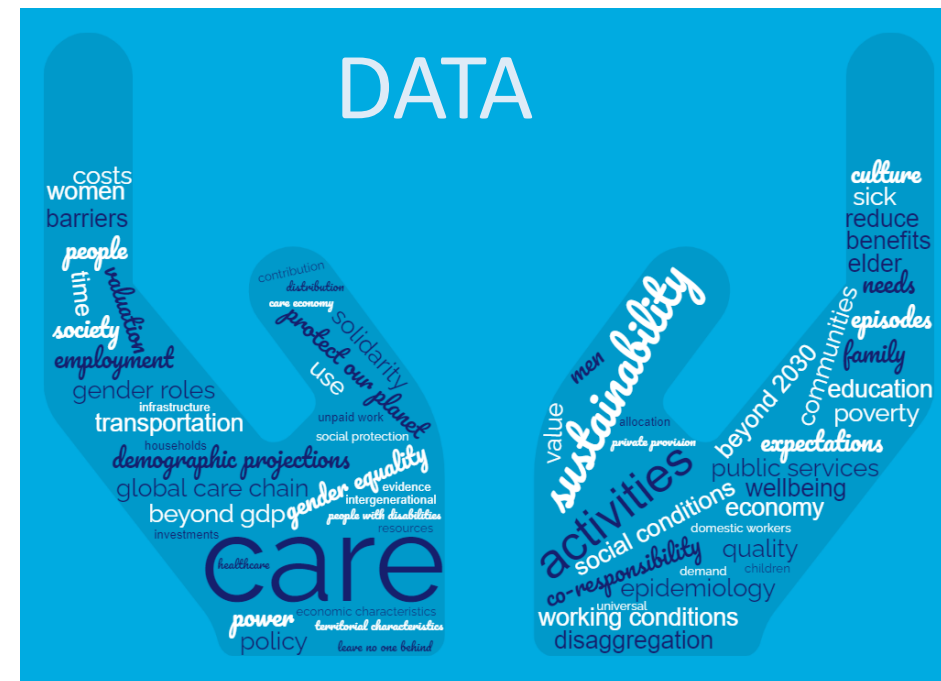 DATA
costs
women
barriers
people
time
valuation
society
employment
gender roles
infrastructure
transportation
households
demographic projections
global care chain
beyond gdp
investments
contribution
distribution
care economy
solidarity
protect our planet
use
unpaid work
social protection
gender equality
evidence
intergenerational
people with disabilities
resources
care
healthcare
economic characteristics
power
territorial characteristics
policy
leave no one behind
sustainability
men
value
allocation
private provision
activities
social conditions
co-responsibility
demand
epidemiology
universal
working conditions
disaggregation
culture
sick
reduce
benefits
elder
needs
communities
episodes
family
beyond 2030
education
poverty
expectations
public services
wellbeing
economy
domestic workers
quality
children